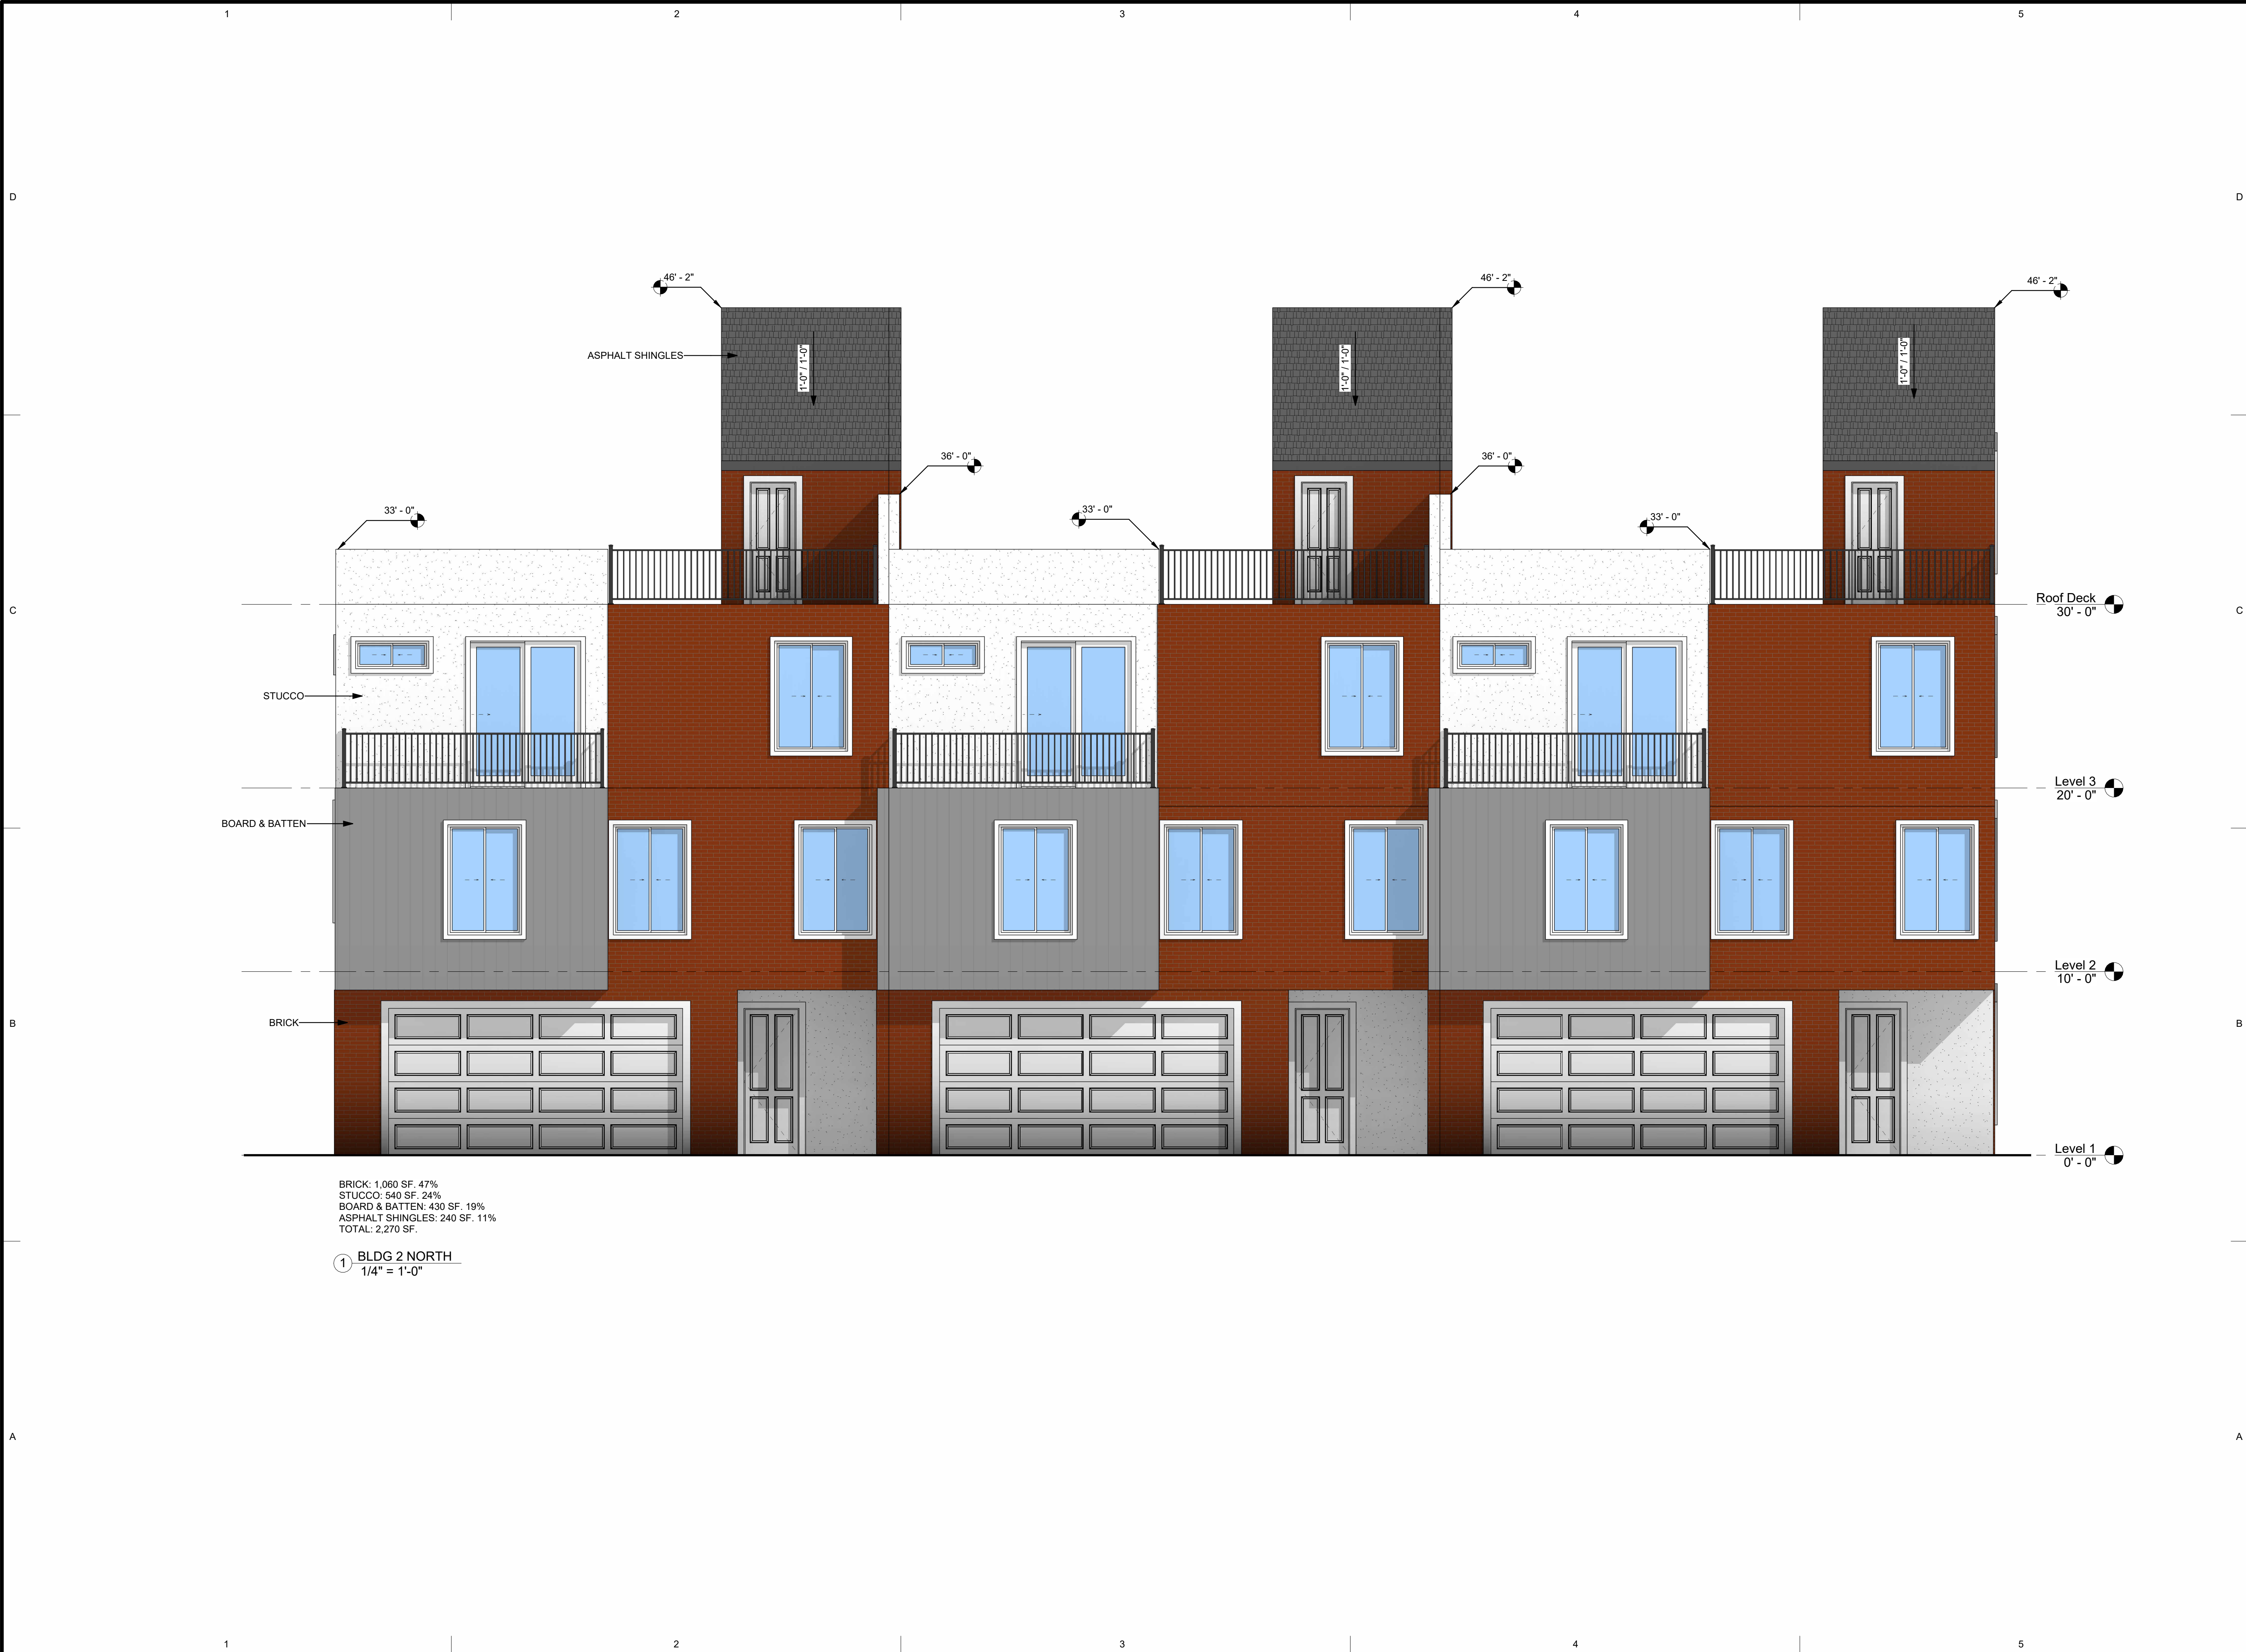 1 2 3 4 5
D D
46' - 2" 46' - 2" 46' - 2"
ASPHALT SHINGLES
1'-0" / 1'-0" 1'-0" / 1'-0" 1'-0" / 1'-0"
36' - 0" 36' - 0"
33' - 0" 33' - 0" 33' - 0"
C C
Roof Deck
30' - 0"
STUCCO
Level 3
20' - 0"
BOARD & BATTEN
Level 2
10' - 0"
BRICK
B B
Level 1
0' - 0"
BRICK: 1,060 SF. 47%
STUCCO: 540 SF. 24%
BOARD & BATTEN: 430 SF. 19%
ASPHALT SHINGLES: 240 SF. 11%
TOTAL: 2,270 SF.
1 BLDG 2 NORTH
1/4" = 1'-0"
A A
1 2 3 4 5